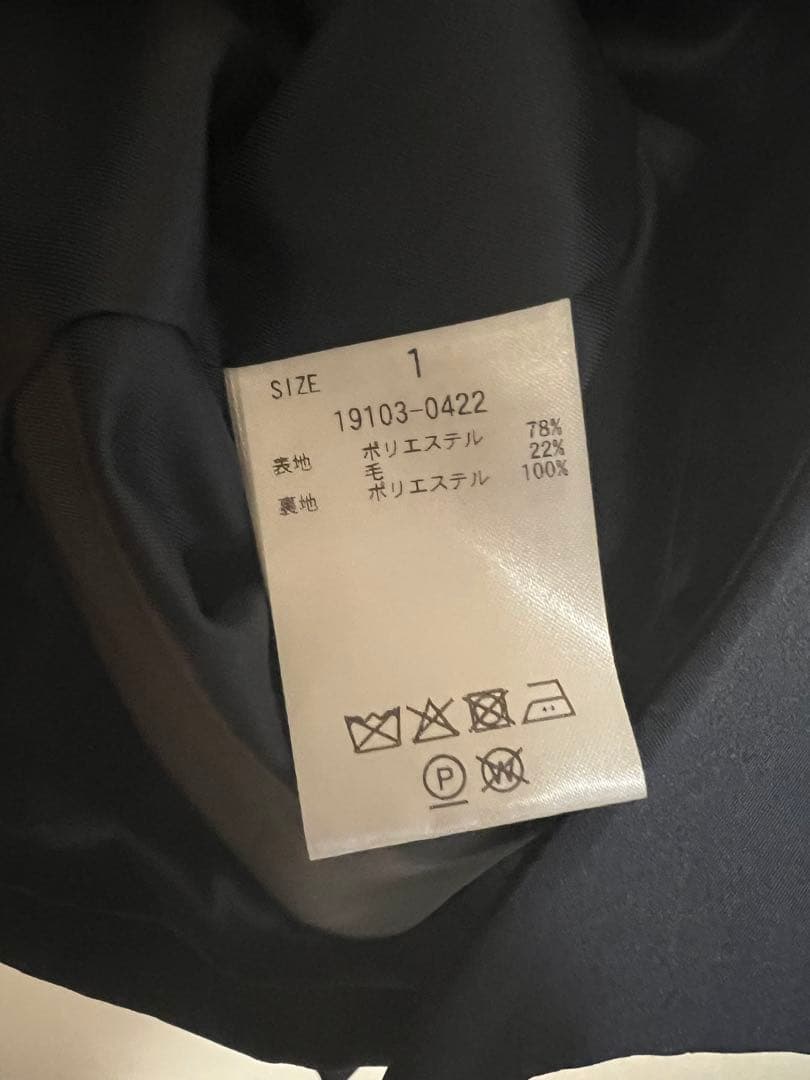 SIZE 1
19103-0422
表地 ポリエステル 78%
毛 22%
裏地 ポリエステル 100%
P W